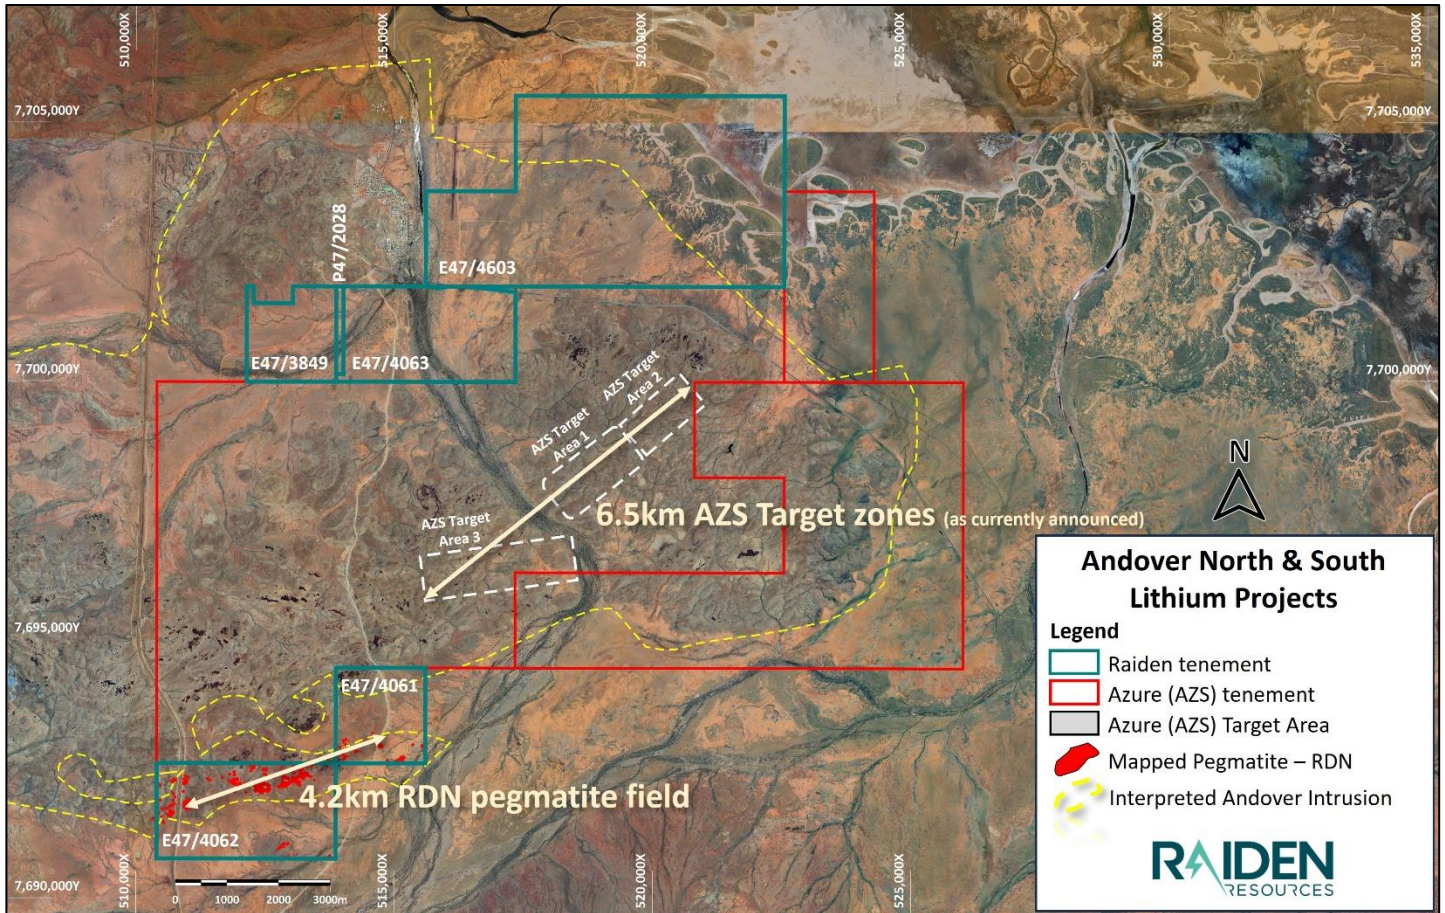 510,000X
515,000X
520,000X
525,000X
530,000X
535,000X
7,705,000Y
7,705,000Y
P47/2028
E47/4603
E47/3849
E47/4063
7,700,000Y
7,700,000Y
AZS Target
Area 2
AZS Target
Area 1
AZS Target
Area 3
6.5km AZS Target zones (as currently announced)
N
7,695,000Y
E47/4061
4.2km RDN pegmatite field
E47/4062
7,690,000Y
510,000X
515,000X
520,000X
525,000X
0 1000 2000 3000m
Andover North & South
Lithium Projects
Legend
Raiden tenement
Azure (AZS) tenement
Azure (AZS) Target Area
Mapped Pegmatite – RDN
Interpreted Andover Intrusion
RAIDEN
RESOURCES